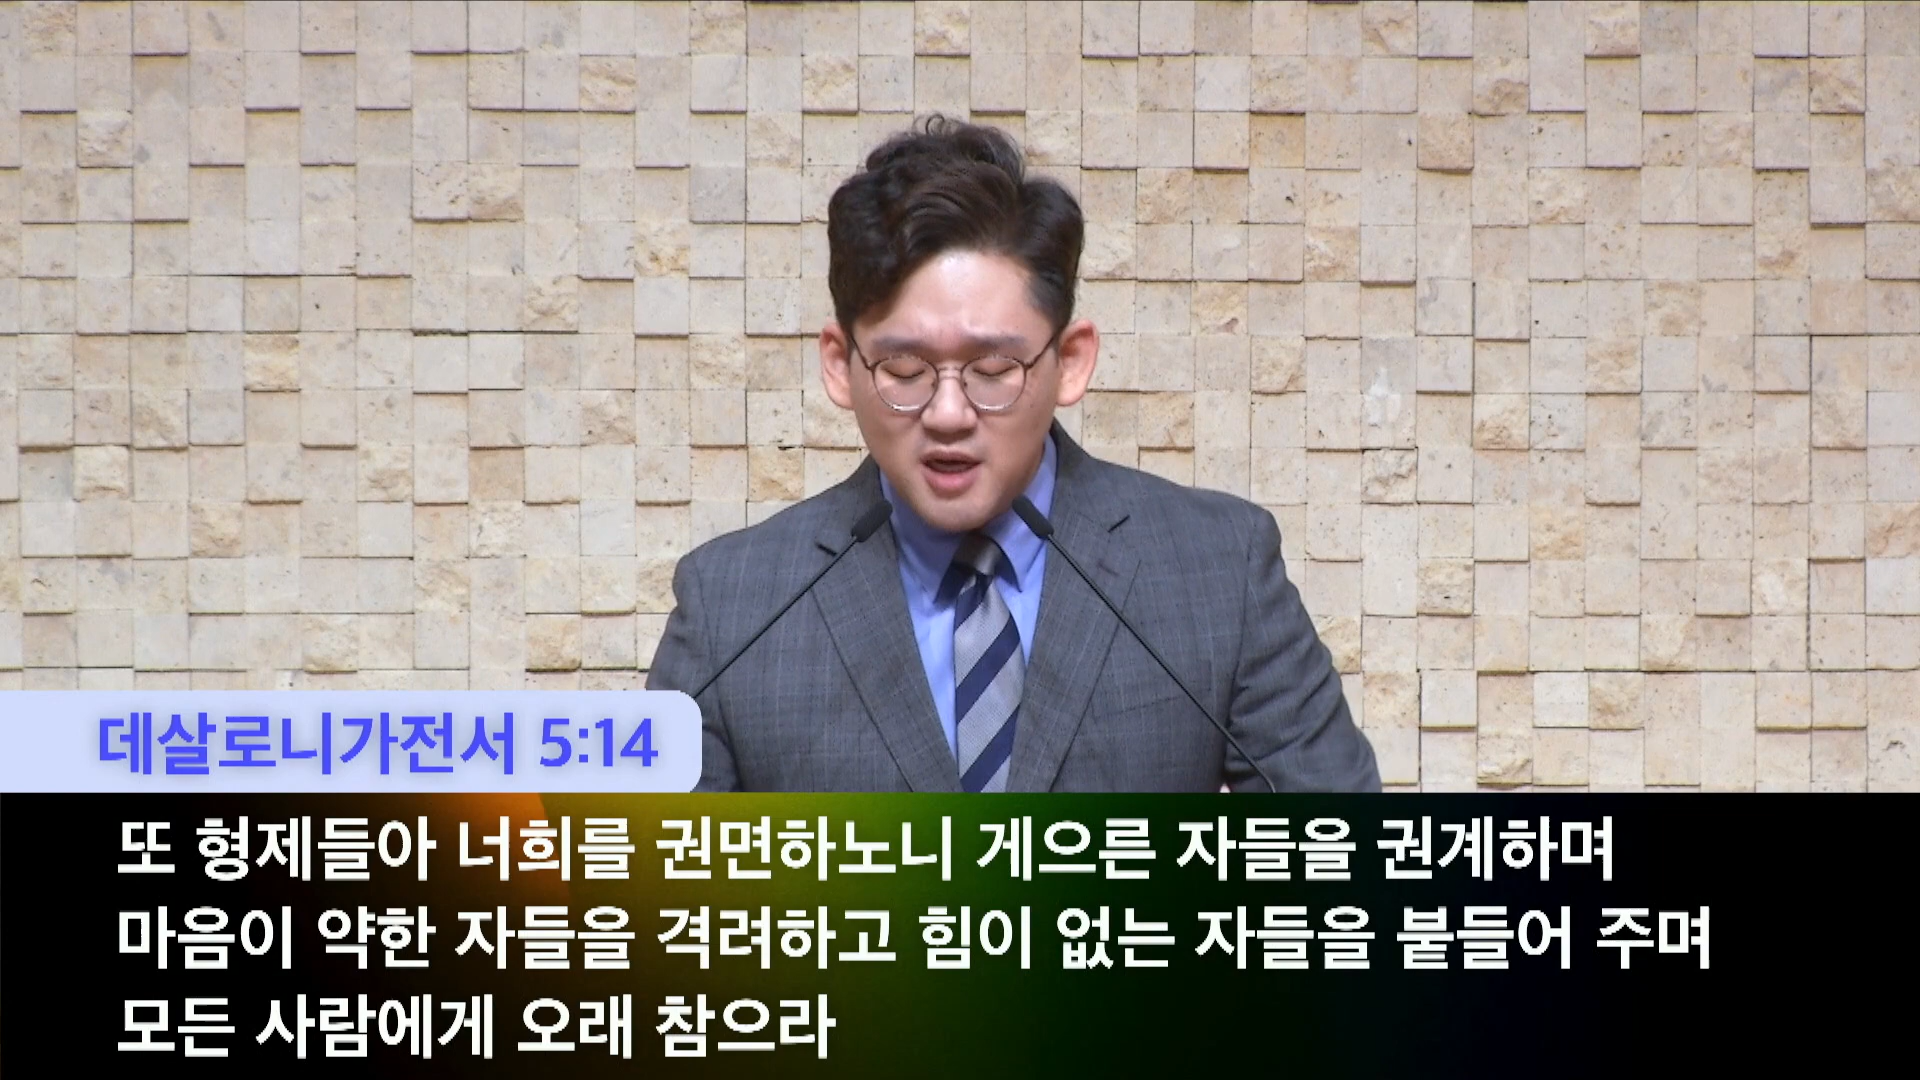 데살로니가전서 5:14
또 형제들아 너희를 권면하노니 게으른 자들을 권계하며
마음이 약한 자들을 격려하고 힘이 없는 자들을 붙들어 주며
모든 사람에게 오래 참으라